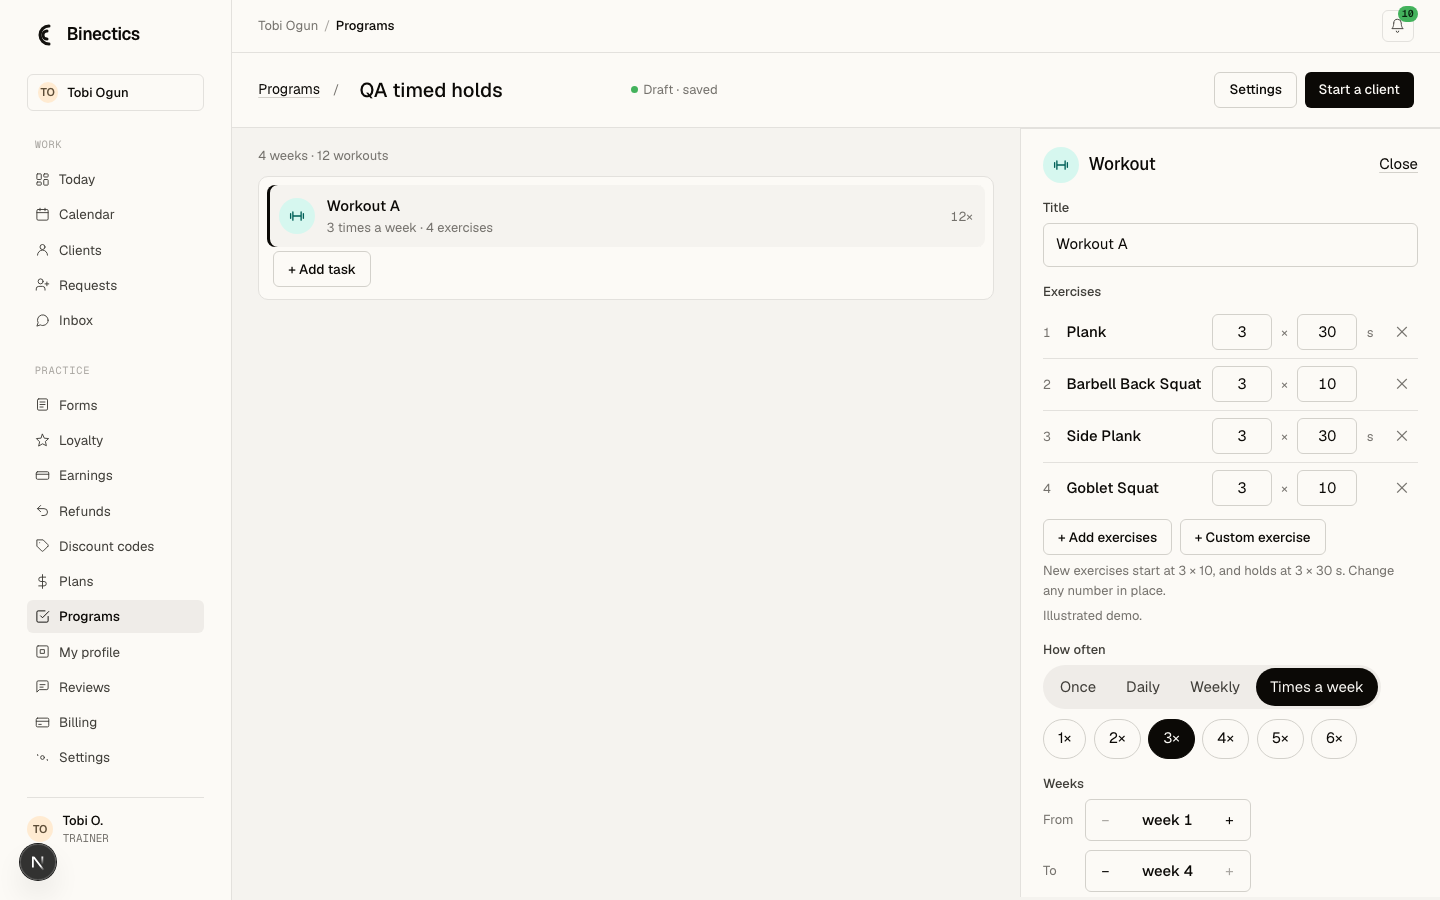 Binectics
TO Tobi Ogun
WORK
Today
Calendar
Clients
Requests
Inbox
PRACTICE
Forms
Loyalty
Earnings
Refunds
Discount codes
Plans
Programs
My profile
Reviews
Billing
Settings
TO Tobi O.
TRAINER
N
Tobi Ogun / Programs
10
Programs / QA timed holds
Draft · saved
Settings
Start a client
4 weeks · 12 workouts
Workout A
3 times a week · 4 exercises
12×
+ Add task
Workout
Close
Title
Workout A
Exercises
1 Plank 3 × 30 s
2 Barbell Back Squat 3 × 10
3 Side Plank 3 × 30 s
4 Goblet Squat 3 × 10
+ Add exercises
+ Custom exercise
New exercises start at 3 × 10, and holds at 3 × 30 s. Change
any number in place.
Illustrated demo.
How often
Once Daily Weekly Times a week
1× 2× 3× 4× 5× 6×
Weeks
From − week 1 +
To − week 4 +